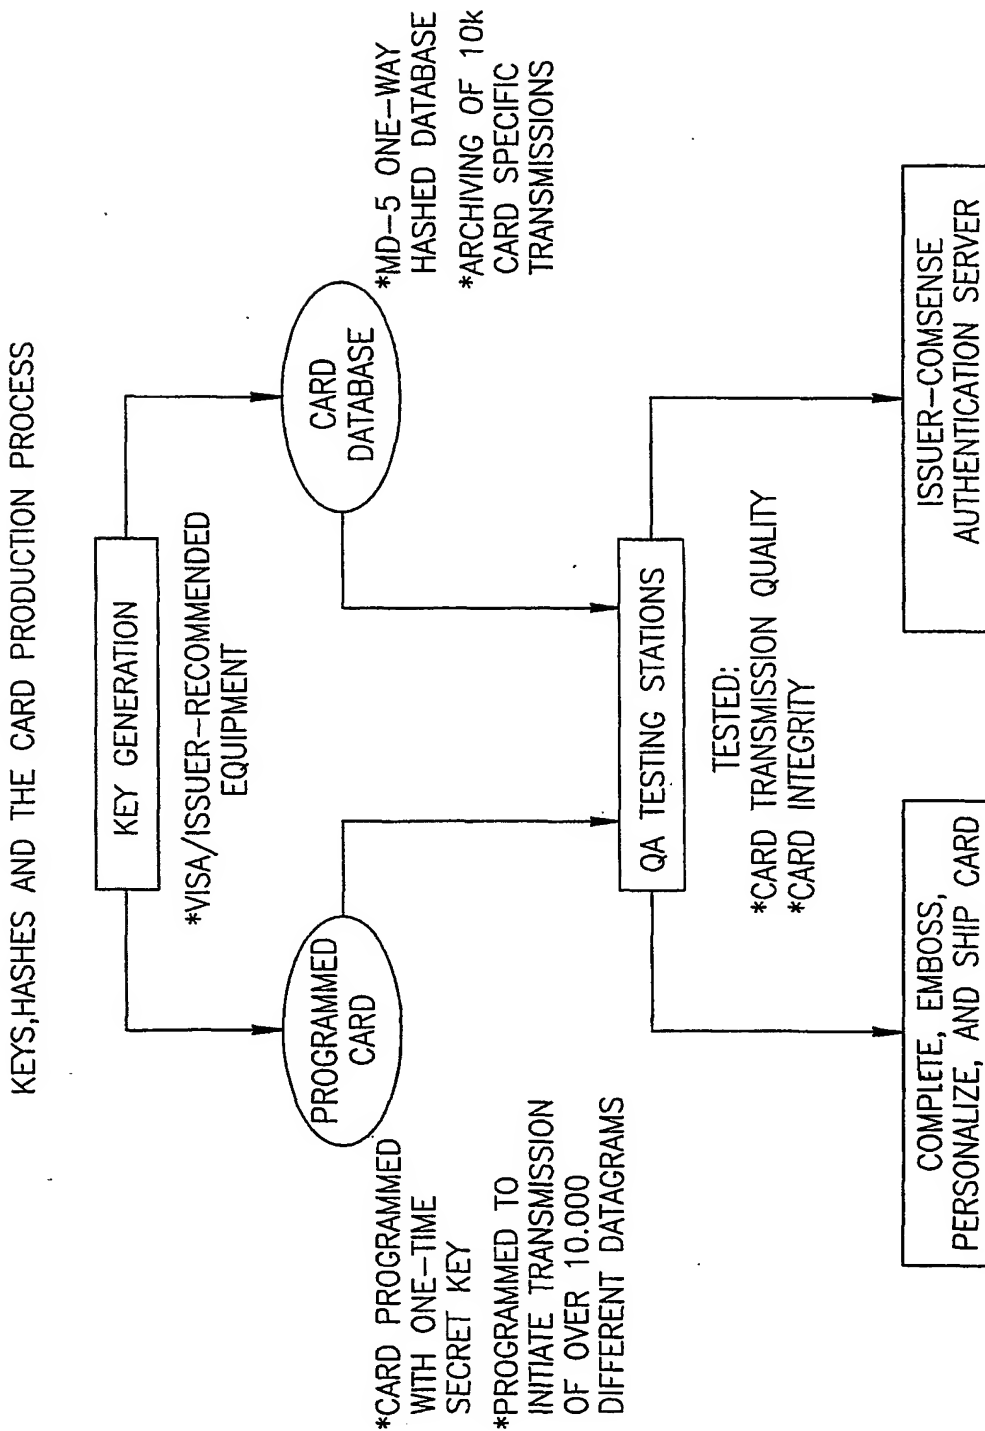 KEYS,HASHES AND THE CARD PRODUCTION PROCESS
KEY GENERATION
*VISA/ISSUER-RECOMMENDED
EQUIPMENT
PROGRAMMED
CARD
*CARD PROGRAMMED
WITH ONE-TIME
SECRET KEY
*PROGRAMMED TO
INITIATE TRANSMISSION
OF OVER 10.000
DIFFERENT DATAGRAMS
CARD
DATABASE
*MD-5 ONE-WAY
HASHED DATABASE
*ARCHIVING OF 10k
CARD SPECIFIC
TRANSMISSIONS
QA TESTING STATIONS
TESTED:
*CARD TRANSMISSION QUALITY
*CARD INTEGRITY
COMPLETE, EMBOSS,
PERSONALIZE, AND SHIP CARD
ISSUER-COMSENSE
AUTHENTICATION SERVER